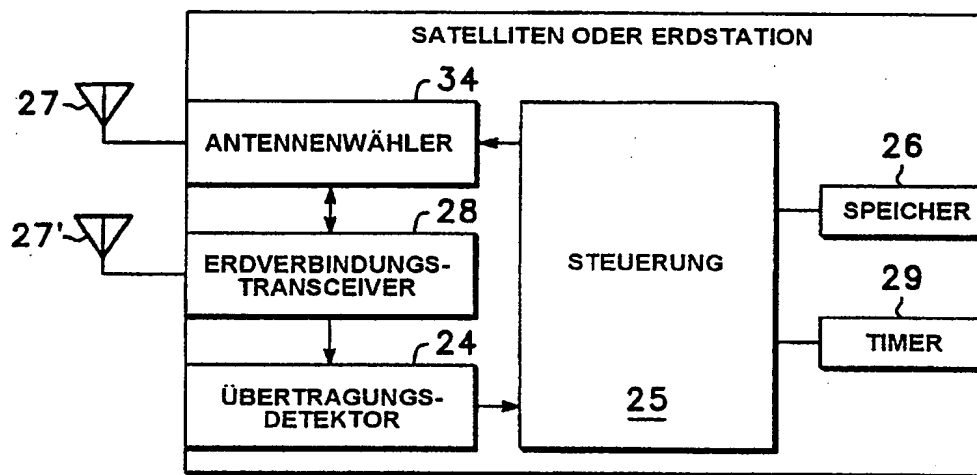 SATELLITEN ODER ERDSTATION
27
34
ANTENNENWÄHLER
27'
28
ERDVERBINDUNGS-
TRANSCEIVER
24
ÜBERTRAGUNGS-
DETEKTOR
STEUERUNG
25
26
SPEICHER
29
TIMER